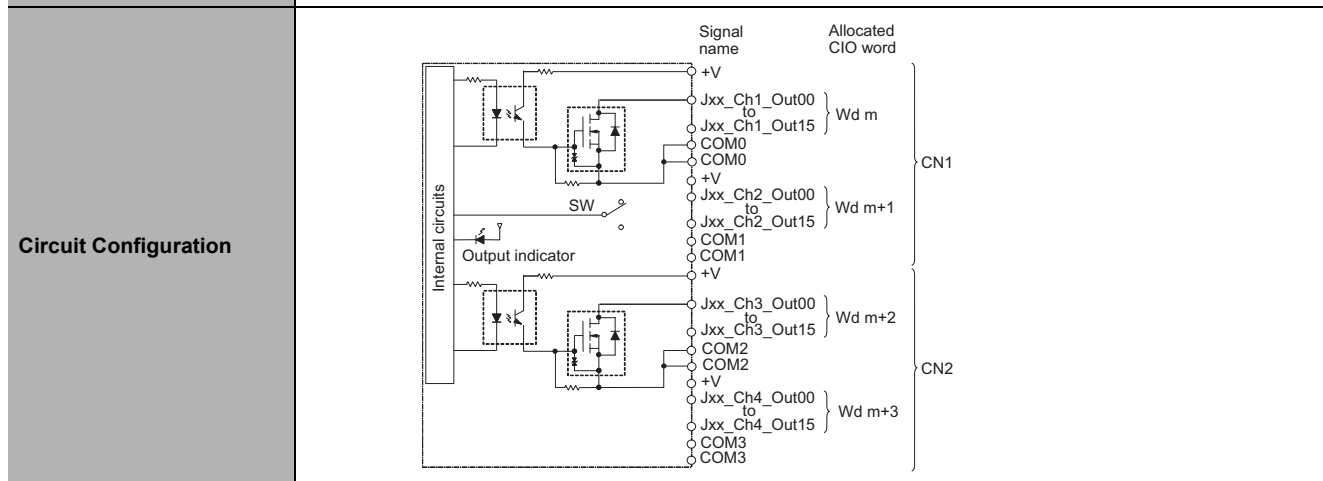 Circuit Configuration
Signal name
Allocated CIO word
Internal circuits
SW
Output indicator
+V
Jxx_Ch1_Out00
to
Jxx_Ch1_Out15
Wd m
COM0
COM0
+V
Jxx_Ch2_Out00
to
Jxx_Ch2_Out15
Wd m+1
COM1
COM1
CN1
+V
Jxx_Ch3_Out00
to
Jxx_Ch3_Out15
Wd m+2
COM2
COM2
+V
Jxx_Ch4_Out00
to
Jxx_Ch4_Out15
Wd m+3
COM3
COM3
CN2